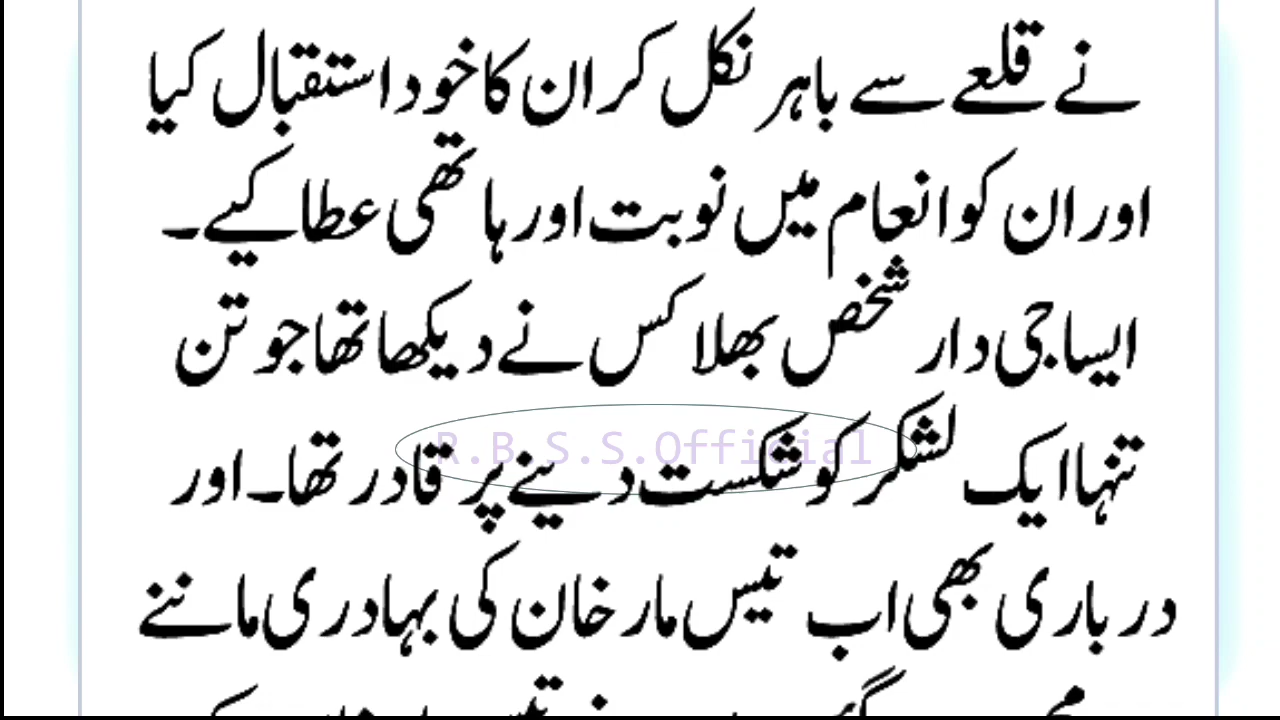 نے قلعے سے باہر نکل کر ان کا خود استقبال کیا
اور ان کو انعام میں نوبت اور ہاتھی عطا کیے۔
ایسا جی دار شخص بھلا کس نے دیکھا تھا جو تن
تنہا ایک لشکر کو شکست دینے پر قادر تھا۔ اور
R.B.S.S.Official
درباری بھی اب تیس مار خان کی بہادری ماننے